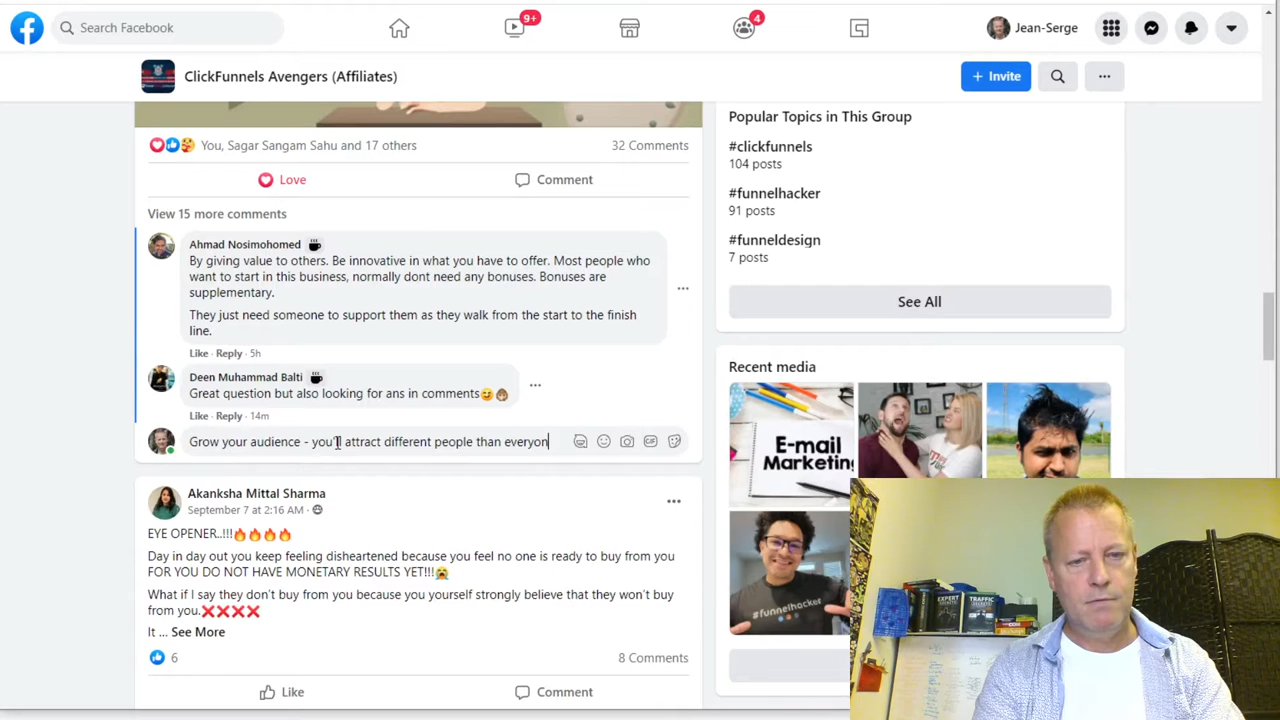 Search Facebook
9+
4
Jean-Serge
ClickFunnels Avengers (Affiliates)
+ Invite
You, Sagar Sangam Sahu and 17 others
32 Comments
Love
Comment
View 15 more comments
Ahmad Nosimohomed
By giving value to others. Be innovative in what you have to offer. Most people who
want to start in this business, normally dont need any bonuses. Bonuses are
supplementary.
They just need someone to support them as they walk from the start to the finish
line.
Like · Reply · 5h
Deen Muhammad Balti
Great question but also looking for ans in comments
Like · Reply · 14m
Grow your audience - you'll attract different people than everyon
GIF
Akanksha Mittal Sharma
September 7 at 2:16 AM ·
EYE OPENER..!!!
Day in day out you keep feeling disheartened because you feel no one is ready to buy from you
FOR YOU DO NOT HAVE MONETARY RESULTS YET!!!
What if I say they don't buy from you because you yourself strongly believe that they won't buy
from you.
It ... See More
6
8 Comments
Like
Comment
Popular Topics in This Group
#clickfunnels
104 posts
#funnelhacker
91 posts
#funneldesign
7 posts
See All
Recent media
E-mail
Marketing
#funnelhacker
EXPERT
SECRETS
TRAFFIC
SECRETS